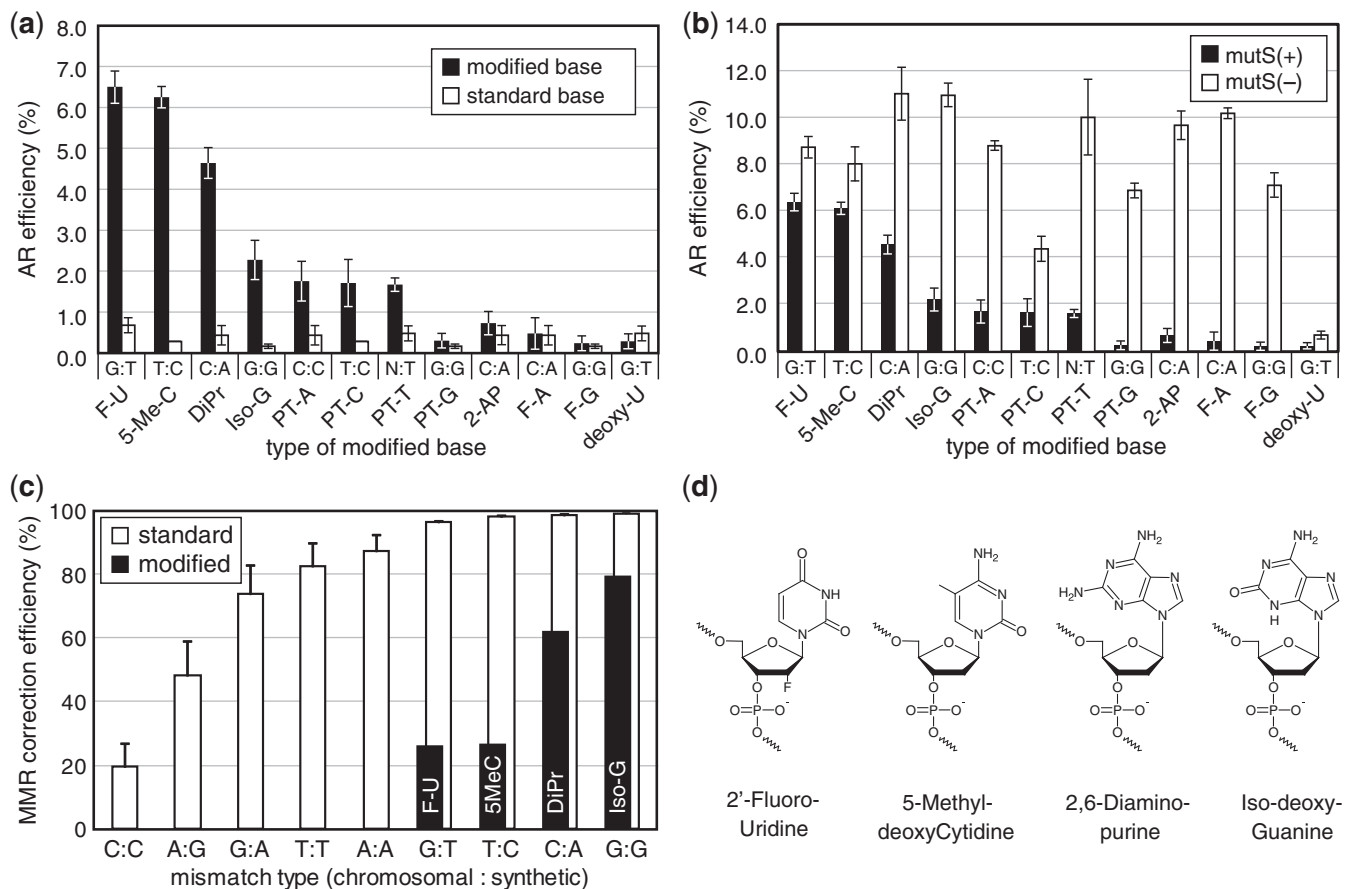 (a)
AR efficiency (%)
8.0
7.0
6.0
5.0
4.0
3.0
2.0
1.0
0.0
modified base
standard base
G:T T:C C:A G:G C:C T:C N:T G:G C:A C:A G:G G:T
F-U 5-Me-C DiPr Iso-G PT-A PT-C PT-T PT-G 2-AP F-A F-G deoxy-U
type of modified base
(b)
AR efficiency (%)
14.0
12.0
10.0
8.0
6.0
4.0
2.0
0.0
mutS(+)
mutS(−)
G:T T:C C:A G:G C:C T:C N:T G:G C:A C:A G:G G:T
F-U 5-Me-C DiPr Iso-G PT-A PT-C PT-T PT-G 2-AP F-A F-G deoxy-U
type of modified base
(c)
MMR correction efficiency (%)
100
80
60
40
20
0
standard
modified
F-U 5MeC DiPr Iso-G
C:C A:G G:A T:T A:A G:T T:C C:A G:G
mismatch type (chromosomal : synthetic)
(d)
O
NH
N
O
O
O
F
O
O=P-O-
O
2'-Fluoro-
Uridine
NH2
N
N
O
O
O
O
O=P-O-
O
5-Methyl-
deoxyCytidine
NH2
N
N
H2N
N
N
O
O
O
O=P-O-
O
2,6-Diamino-
purine
NH2
N
N
O
N
H
N
O
O
O
O=P-O-
O
Iso-deoxy-
Guanine